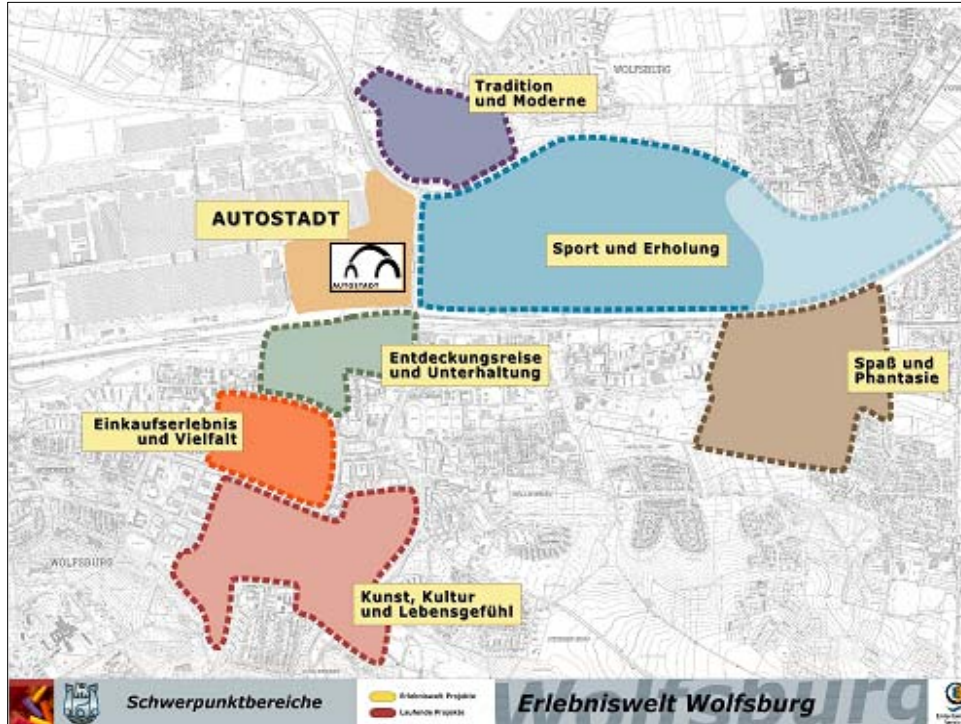 Tradition
und Moderne
WOLFSBURG
AUTOSTADT
AUTOSTADT
Sport und Erholung
Entdeckungsreise
und Unterhaltung
Spaß und
Phantasie
Einkaufserlebnis
und Vielfalt
WOLFSBURG
Kunst, Kultur
und Lebensgefühl
Schwerpunktbereiche
Erlebniswelt Projekte
Laufende Projekte
Wolfsburg
Erlebniswelt Wolfsburg